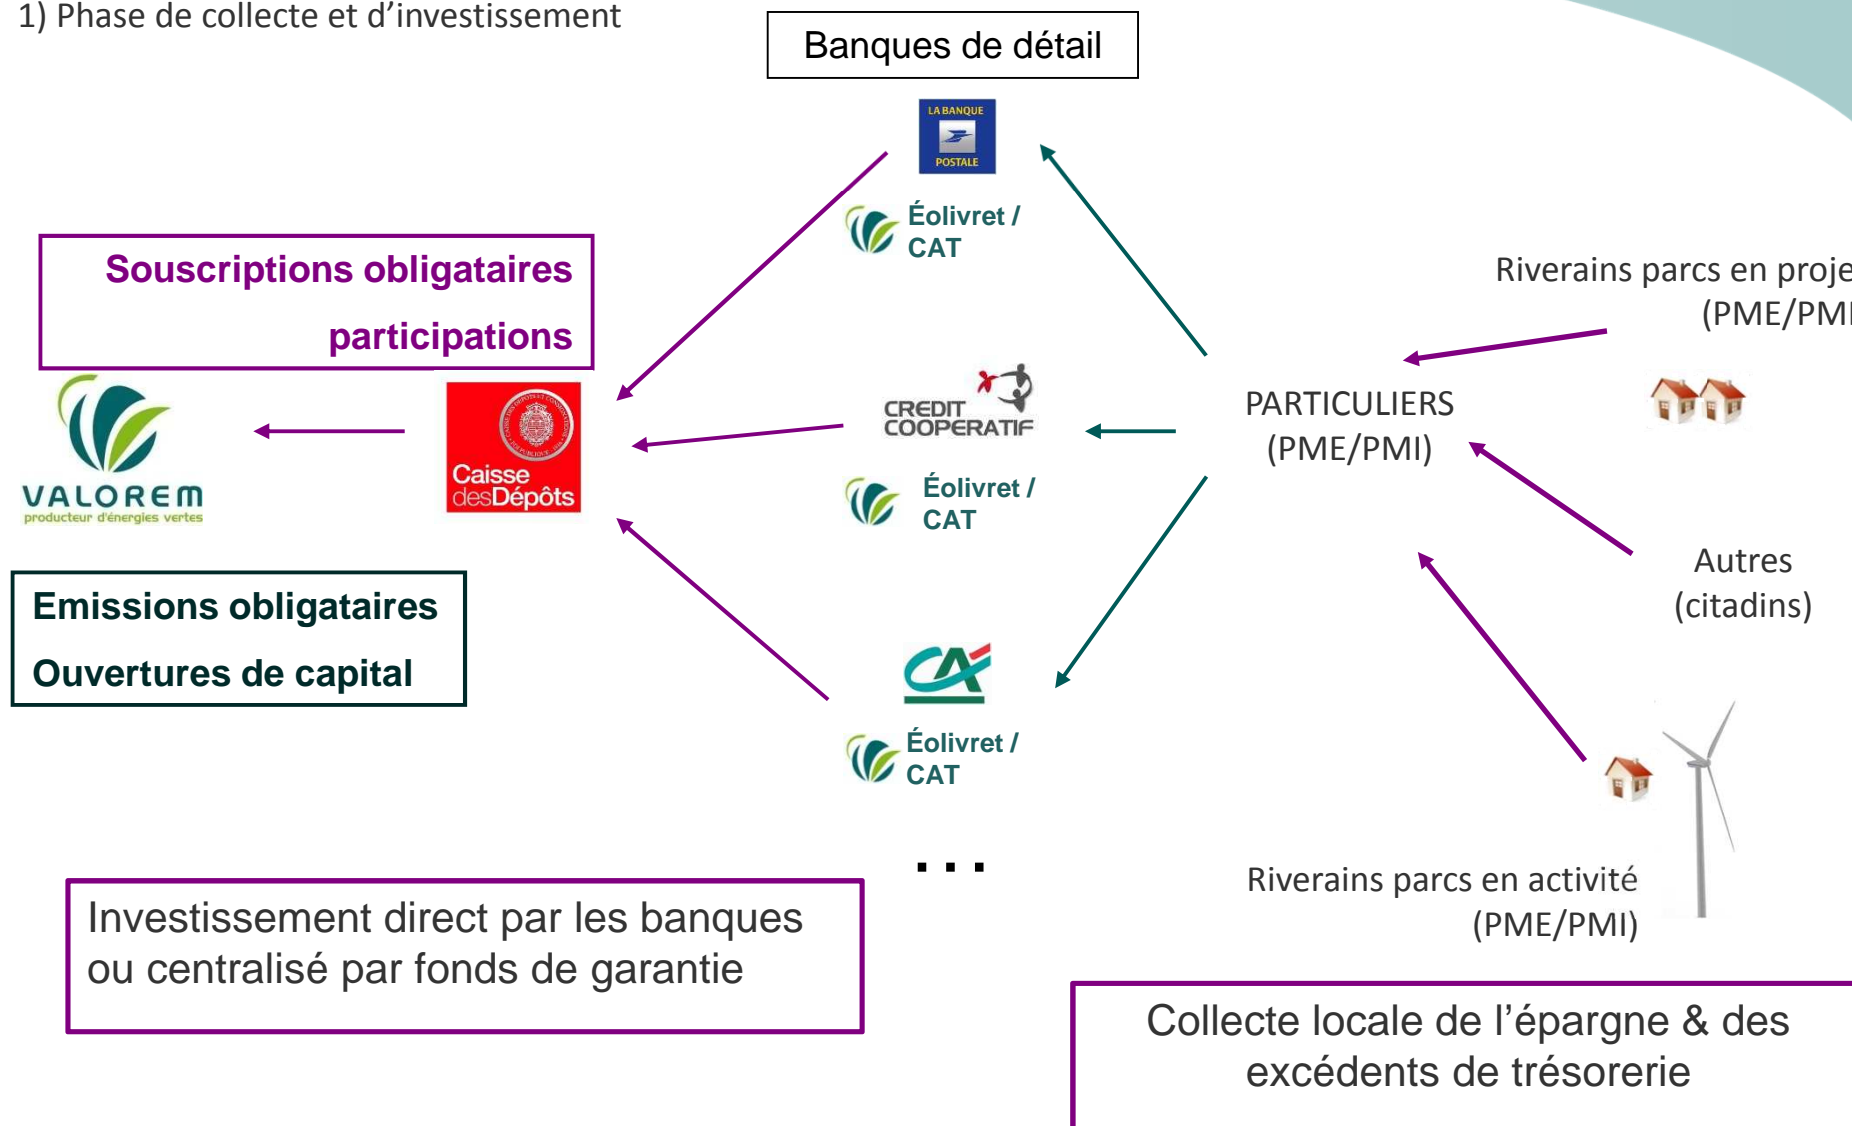 1) Phase de collecte et d’investissement
Banques de détail
LA BANQUE
POSTALE
Éolivret /
CAT
Souscriptions obligataires
participations
Riverains parcs en proje
(PME/PMI
VALOREM
producteur d'énergies vertes
Caisse
desDépôts
CREDIT
COOPERATIF
Éolivret /
CAT
PARTICULIERS
(PME/PMI)
Emissions obligataires
Ouvertures de capital
Autres
(citadins)
CA
Éolivret /
CAT
...
Riverains parcs en activité
(PME/PMI)
Investissement direct par les banques
ou centralisé par fonds de garantie
Collecte locale de l’épargne & des
excédents de trésorerie